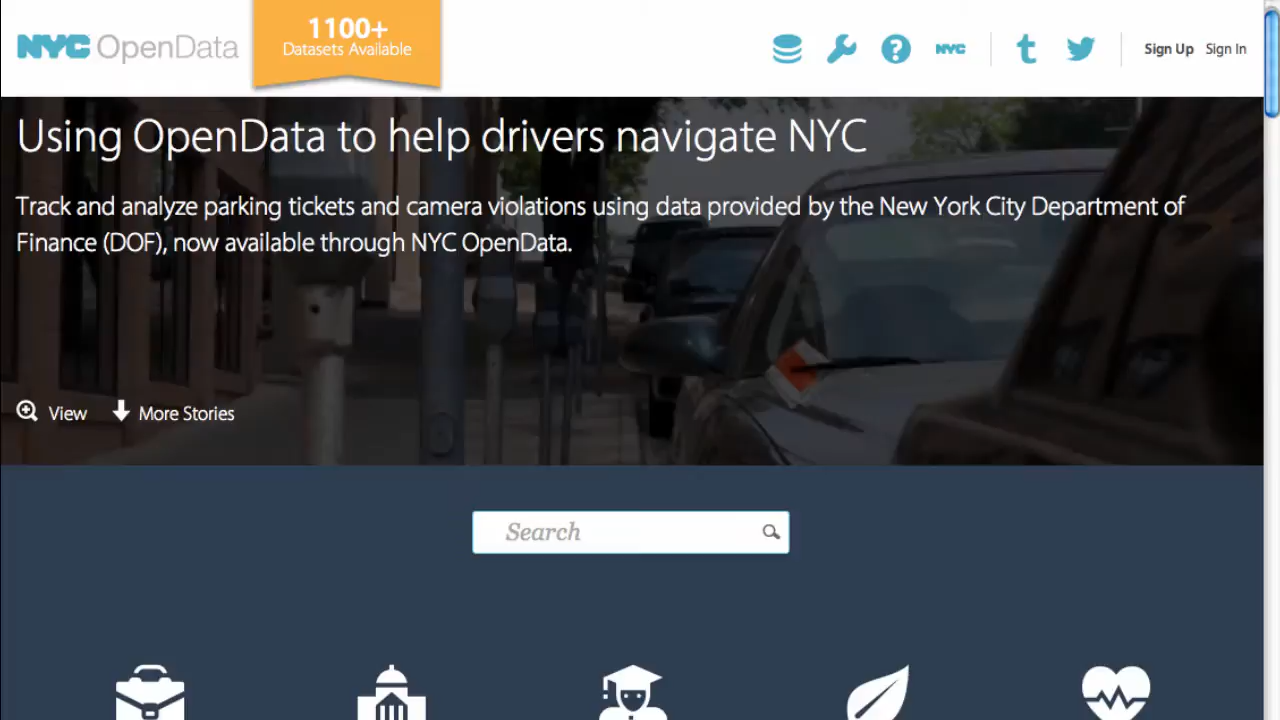 NYC OpenData
1100+
Datasets Available
NYC
Sign Up
Sign In
Using OpenData to help drivers navigate NYC
Track and analyze parking tickets and camera violations using data provided by the New York City Department of
Finance (DOF), now available through NYC OpenData.
View
More Stories
Search